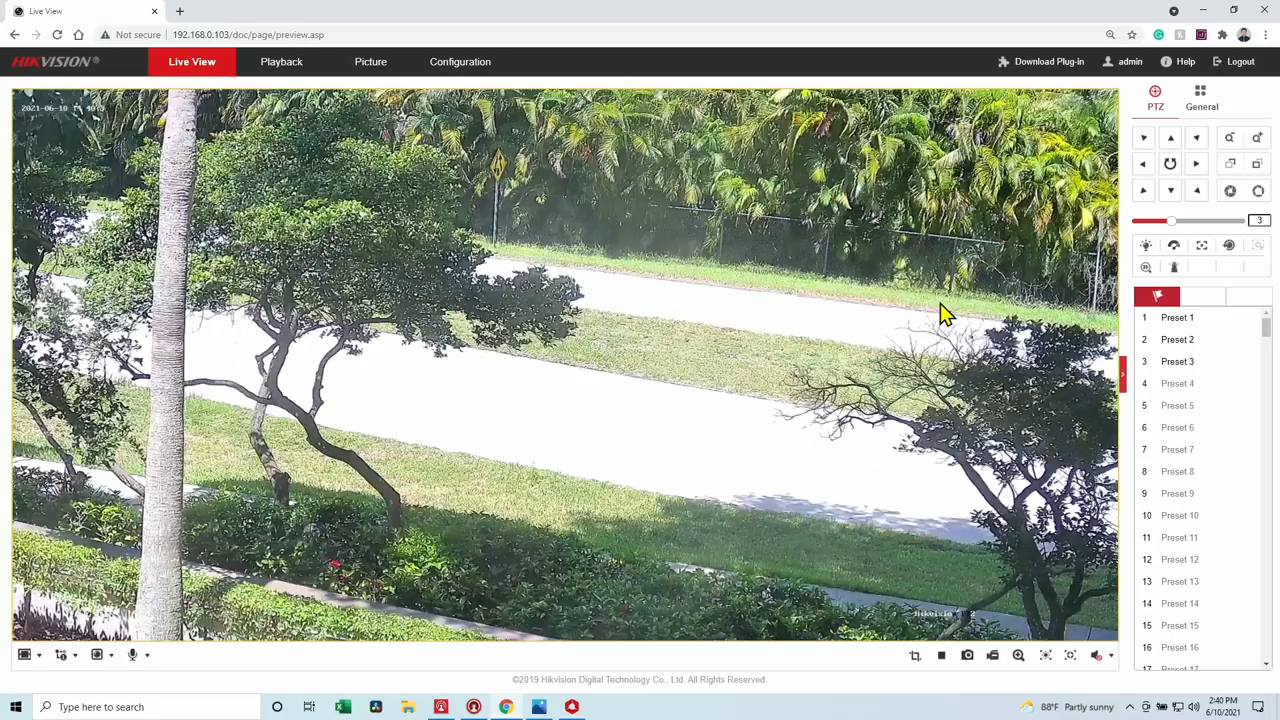 Live View
Not secure
192.168.0.103/doc/page/preview.asp
HIKVISION®
Live View
Playback
Picture
Configuration
Download Plug-in
admin
Help
Logout
PTZ
General
3
1 Preset 1
2 Preset 2
3 Preset 3
4 Preset 4
5 Preset 5
6 Preset 6
7 Preset 7
8 Preset 8
9 Preset 9
10 Preset 10
11 Preset 11
12 Preset 12
13 Preset 13
14 Preset 14
15 Preset 15
16 Preset 16
17 Preset 17
©2019 Hikvision Digital Technology Co., Ltd. All Rights Reserved.
Type here to search
88°F Partly sunny
2:40 PM
6/10/2021